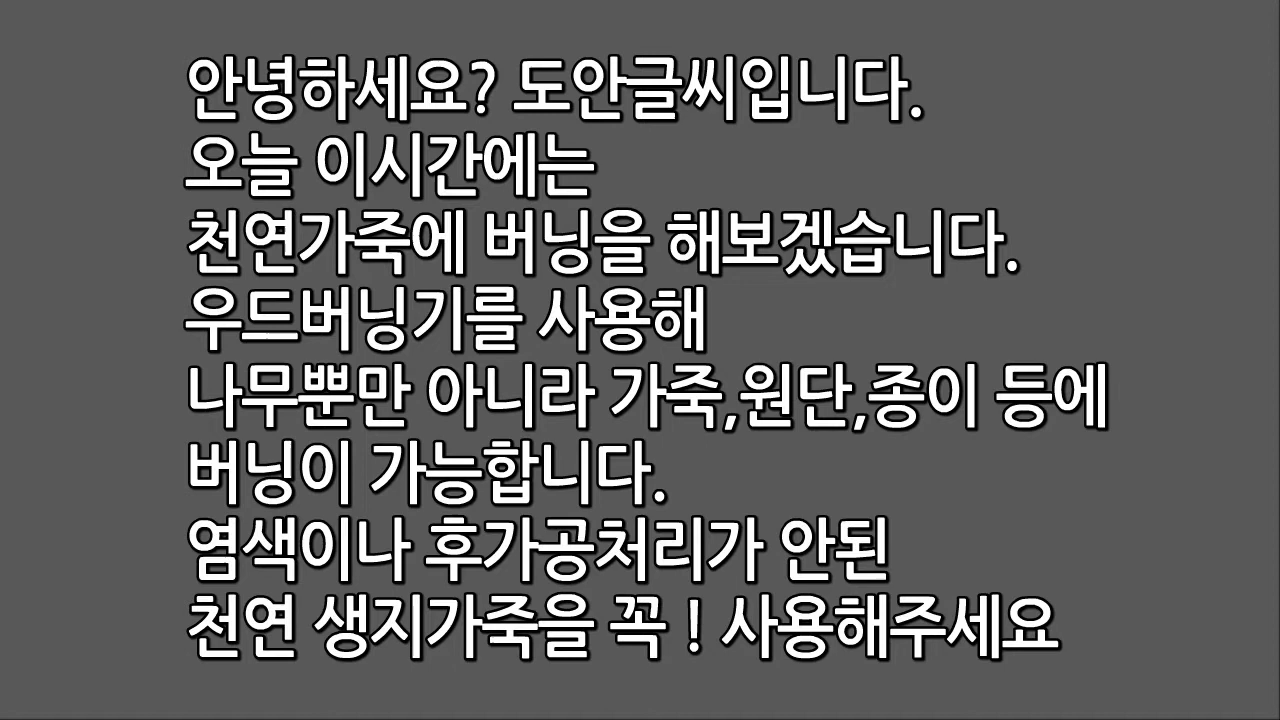 안녕하세요? 도안글씨입니다.
오늘 이시간에는
천연가죽에 버닝을 해보겠습니다.
우드버닝기를 사용해
나무뿐만 아니라 가죽,원단,종이 등에
버닝이 가능합니다.
염색이나 후가공처리가 안된
천연 생지가죽을 꼭 ! 사용해주세요